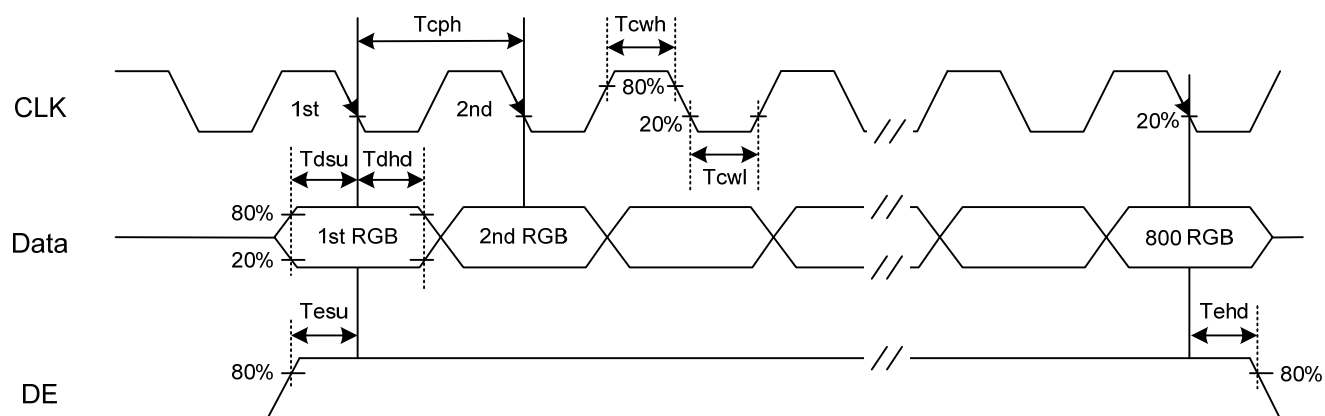 Tcph
Tcwh
CLK
1st
2nd
80%
20%
20%
Tcwl
Tdsu
Tdhd
Data
80%
20%
1st RGB
2nd RGB
800 RGB
Tesu
Tehd
DE
80%
80%